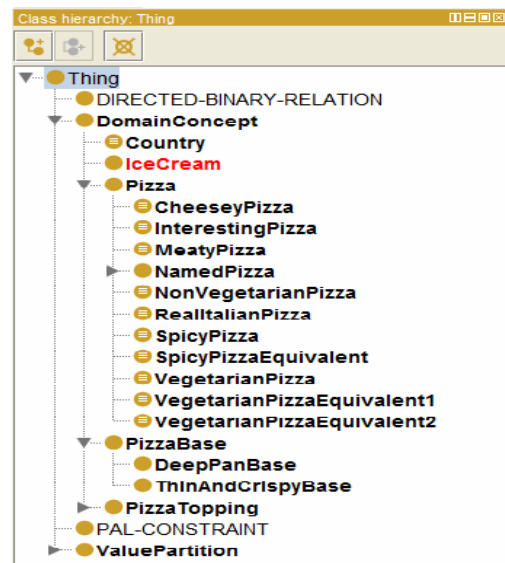 Class hierarchy: Thing
Thing
DIRECTED-BINARY-RELATION
DomainConcept
Country
IceCream
Pizza
CheeseyPizza
InterestingPizza
MeatyPizza
NamedPizza
NonVegetarianPizza
RealItalianPizza
SpicyPizza
SpicyPizzaEquivalent
VegetarianPizza
VegetarianPizzaEquivalent1
VegetarianPizzaEquivalent2
PizzaBase
DeepPanBase
ThinAndCrispyBase
PizzaTopping
PAL-CONSTRAINT
ValuePartition